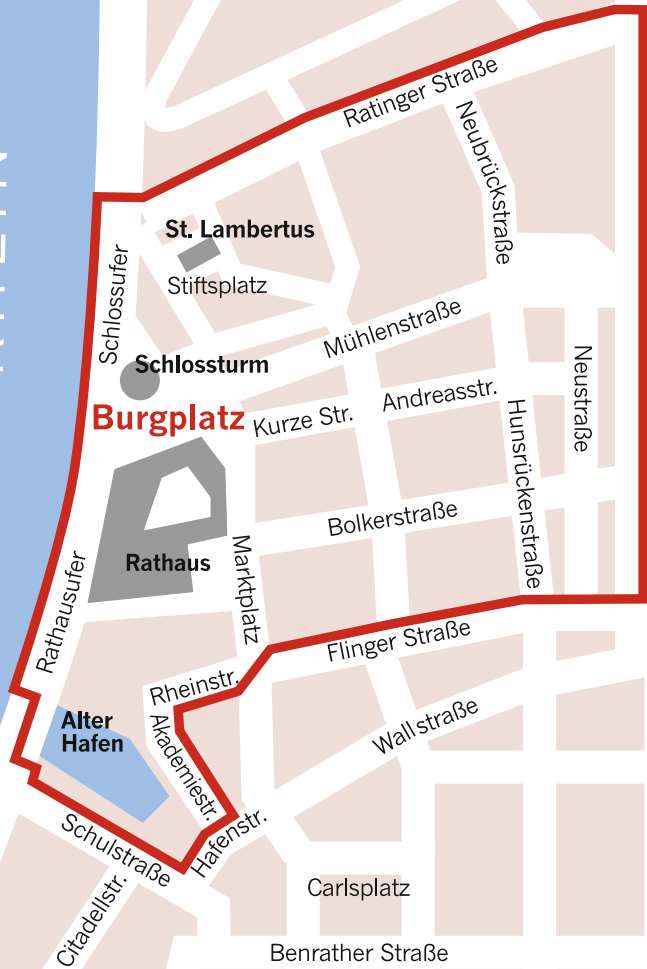 Ratinger Straße
Neubrückstraße
St. Lambertus
Stiftsplatz
Schlossufer
Mühlenstraße
Schlossturm
Neustraße
Andreasstr.
Burgplatz
Kurze Str.
Hunsrückenstraße
Bolkerstraße
Rathaus
Marktplatz
Rathausufer
Flinger Straße
Rheinstr.
Alter
Hafen
Akademiestr.
Wallstraße
Schulstraße
Hafenstr.
Carlsplatz
Citadellstr.
Benrather Straße